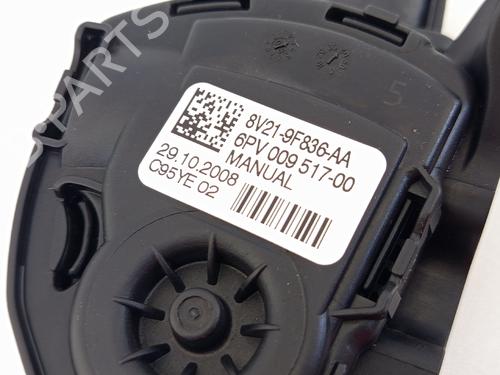 PARTS
5
8V21-9F836-AA
6PV 009 517-00
MANUAL
29.10.2008
C95YE 02